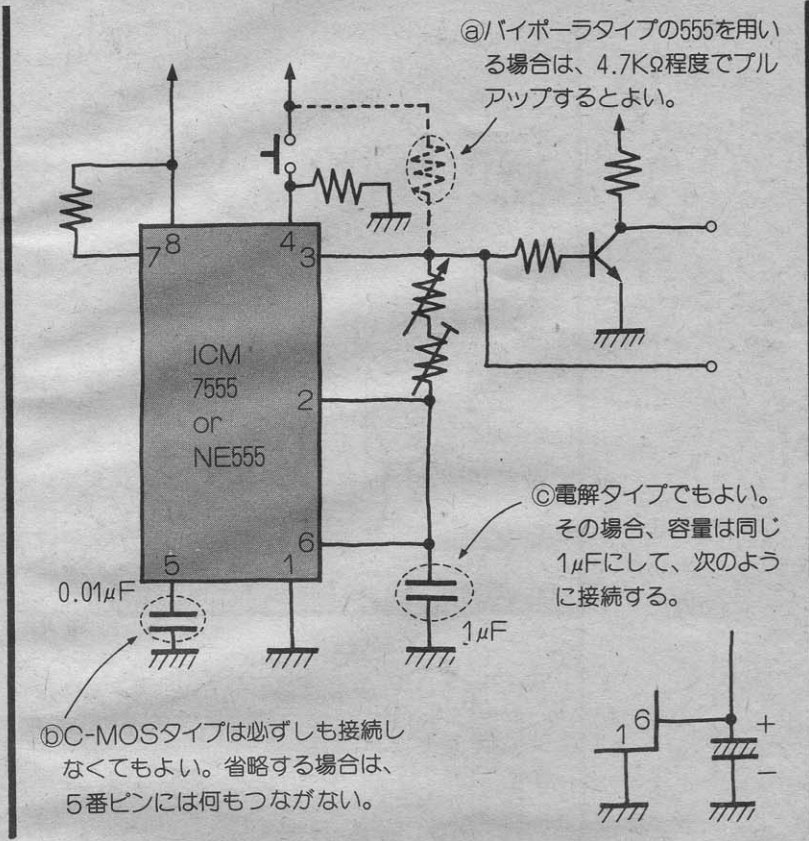 ⓐバイポーラタイプの555を用い
る場合は、4.7KΩ程度でプル
アップするとよい。
8
7
4
3
ICM
7555
or
NE555
2
ⓒ電解タイプでもよい。
その場合、容量は同じ
1μFにして、次のよう
に接続する。
6
5
1
0.01μF
1μF
ⓑC-MOSタイプは必ずしも接続し
なくてもよい。省略する場合は、
5番ピンには何もつながない。
6
1
+
−